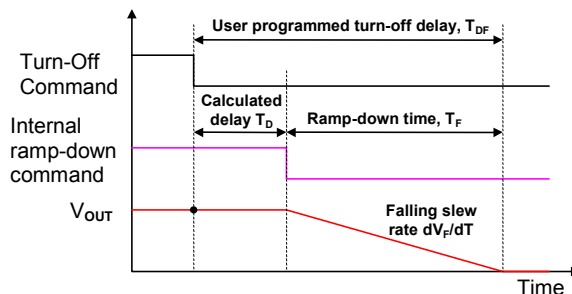 User programmed turn-off delay, T_DF
Turn-Off
Command
Calculated
delay T_D
Ramp-down time, T_F
Internal
ramp-down
command
V_OUT
Falling slew
rate dV_F/dT
Time